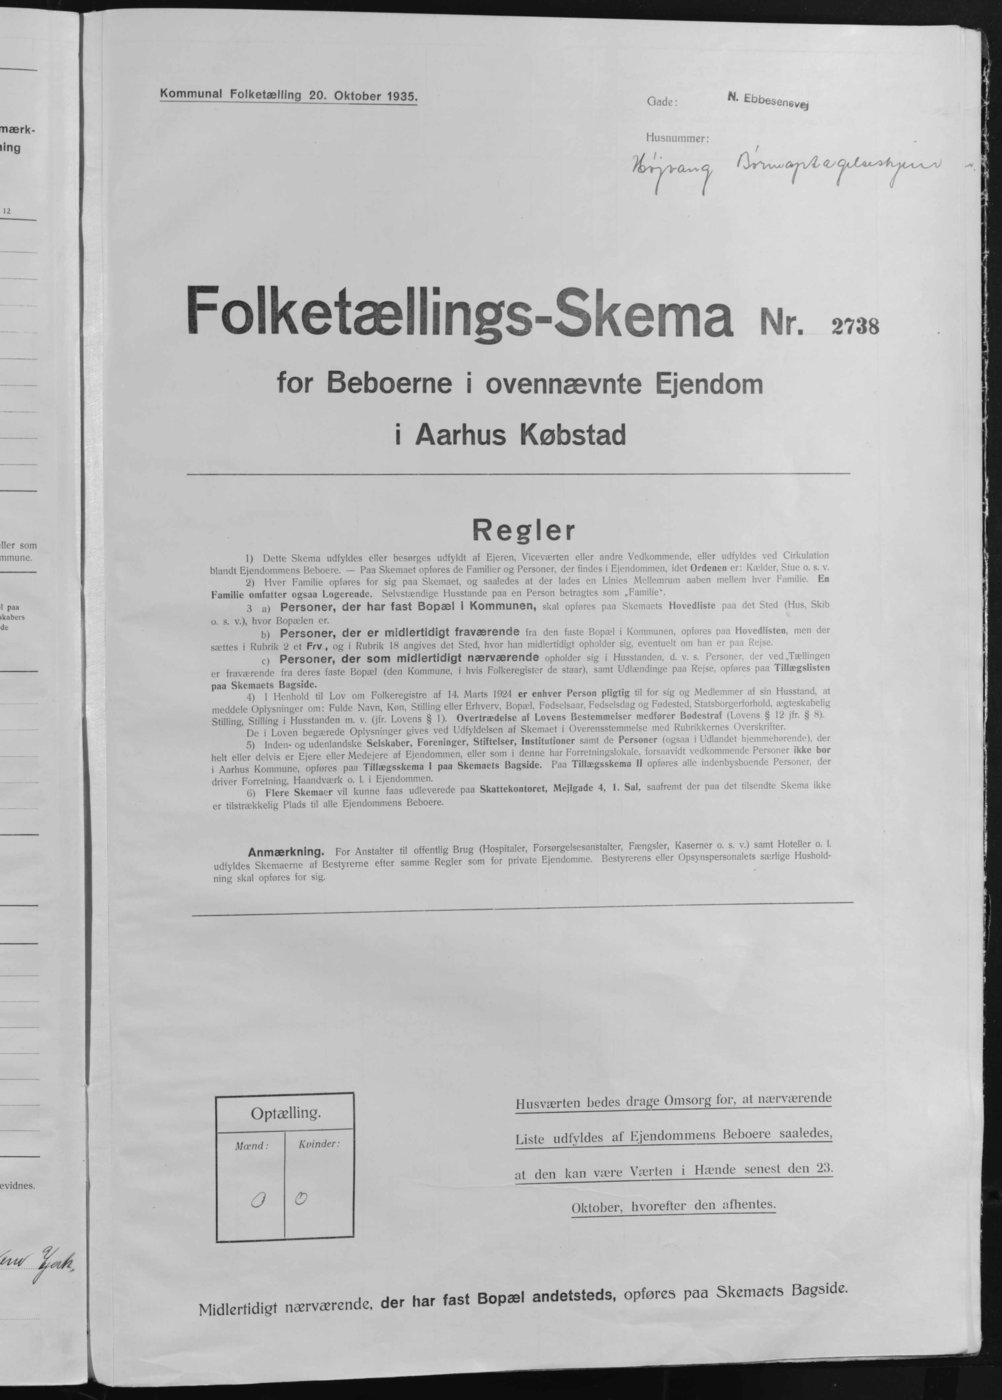 mærk-
ning
12
eller som
mmune.
l paa
skabers
de
evidnes.
Kommunal Folketælling 20. Oktober 1935.
Gade: N. Ebbesensvej
Husnummer:
Højvang Børneoptagelseshjem
Folketællings-Skema Nr. 2738
for Beboerne i ovennævnte Ejendom
i Aarhus Købstad
Regler
1) Dette Skema udfyldes eller besørges udfyldt af Ejeren, Viceværten eller andre Vedkommende, eller udfyldes ved Cirkulation
blandt Ejendommens Beboere. — Paa Skemaet opføres de Familier og Personer, der findes i Ejendommen, idet Ordenen er: Kælder, Stue o. s. v.
2) Hver Familie opføres for sig paa Skemaet, og saaledes at der lades en Linies Mellemrum aaben mellem hver Familie. En
Familie omfatter ogsaa Logerende. Selvstændige Husstande paa en Person betragtes som „Familie“.
3 a) Personer, der har fast Bopæl i Kommunen, skal opføres paa Skemaets Hovedliste paa det Sted (Hus, Skib
o. s. v.), hvor Bopælen er.
b) Personer, der er midlertidigt fraværende fra den faste Bopæl i Kommunen, opføres paa Hovedlisten, men der
sættes i Rubrik 2 et Frv., og i Rubrik 18 angives det Sted, hvor han midlertidigt opholder sig, eventuelt om han er paa Rejse.
c) Personer, der som midlertidigt nærværende opholder sig i Husstanden, d. v. s. Personer, der ved Tællingen
er fraværende fra deres faste Bopæl (den Kommune, i hvis Folkeregister de staar), samt Udlændinge paa Rejse, opføres paa Tillægslisten
paa Skemaets Bagside.
4) I Henhold til Lov om Folkeregistre af 14. Marts 1924 er enhver Person pligtig til for sig og Medlemmer af sin Husstand, at
meddele Oplysninger om: Fulde Navn, Køn, Stilling eller Erhverv, Bopæl, Fødselsaar, Fødselsdag og Fødested, Statsborgerforhold, ægteskabelig
Stilling, Stilling i Husstanden m. v. (jfr. Lovens § 1). Overtrædelse af Lovens Bestemmelser medfører Bødestraf (Lovens § 12 jfr. § 8).
De i Loven begærede Oplysninger gives ved Udfyldelsen af Skemaet i Overensstemmelse med Rubrikkernes Overskrifter.
5) Inden- og udenlandske Selskaber, Foreninger, Stiftelser, Institutioner samt de Personer (ogsaa i Udlandet hjemmehørende), der
helt eller delvis er Ejere eller Medejere af Ejendommen, eller som i denne har Forretningslokale, forsaavidt vedkommende Personer ikke bor
i Aarhus Kommune, opføres paa Tillægsskema I paa Skemaets Bagside. Paa Tillægsskema II opføres alle indenbysboende Personer, der
driver Forretning, Haandværk o. l. i Ejendommen.
6) Flere Skemaer vil kunne faas udleverede paa Skattekontoret, Mejlgade 4, 1. Sal, saafremt der paa det tilsendte Skema ikke
er tilstrækkelig Plads til alle Ejendommens Beboere.
Anmærkning. For Anstalter til offentlig Brug (Hospitaler, Forsørgelsesanstalter, Fængsler, Kaserner o. s. v.) samt Hoteller o. l.
udfyldes Skemaerne af Bestyrerne efter samme Regler som for private Ejendomme. Bestyrerens eller Opsynspersonalets særlige Hushold-
ning skal opføres for sig.
Optælling.
Mænd: Kvinder:
0 0
Husværten bedes drage Omsorg for, at nærværende
Liste udfyldes af Ejendommens Beboere saaledes,
at den kan være Værten i Hænde senest den 23.
Oktober, hvorefter den afhentes.
Midlertidigt nærværende, der har fast Bopæl andetsteds, opføres paa Skemaets Bagside.